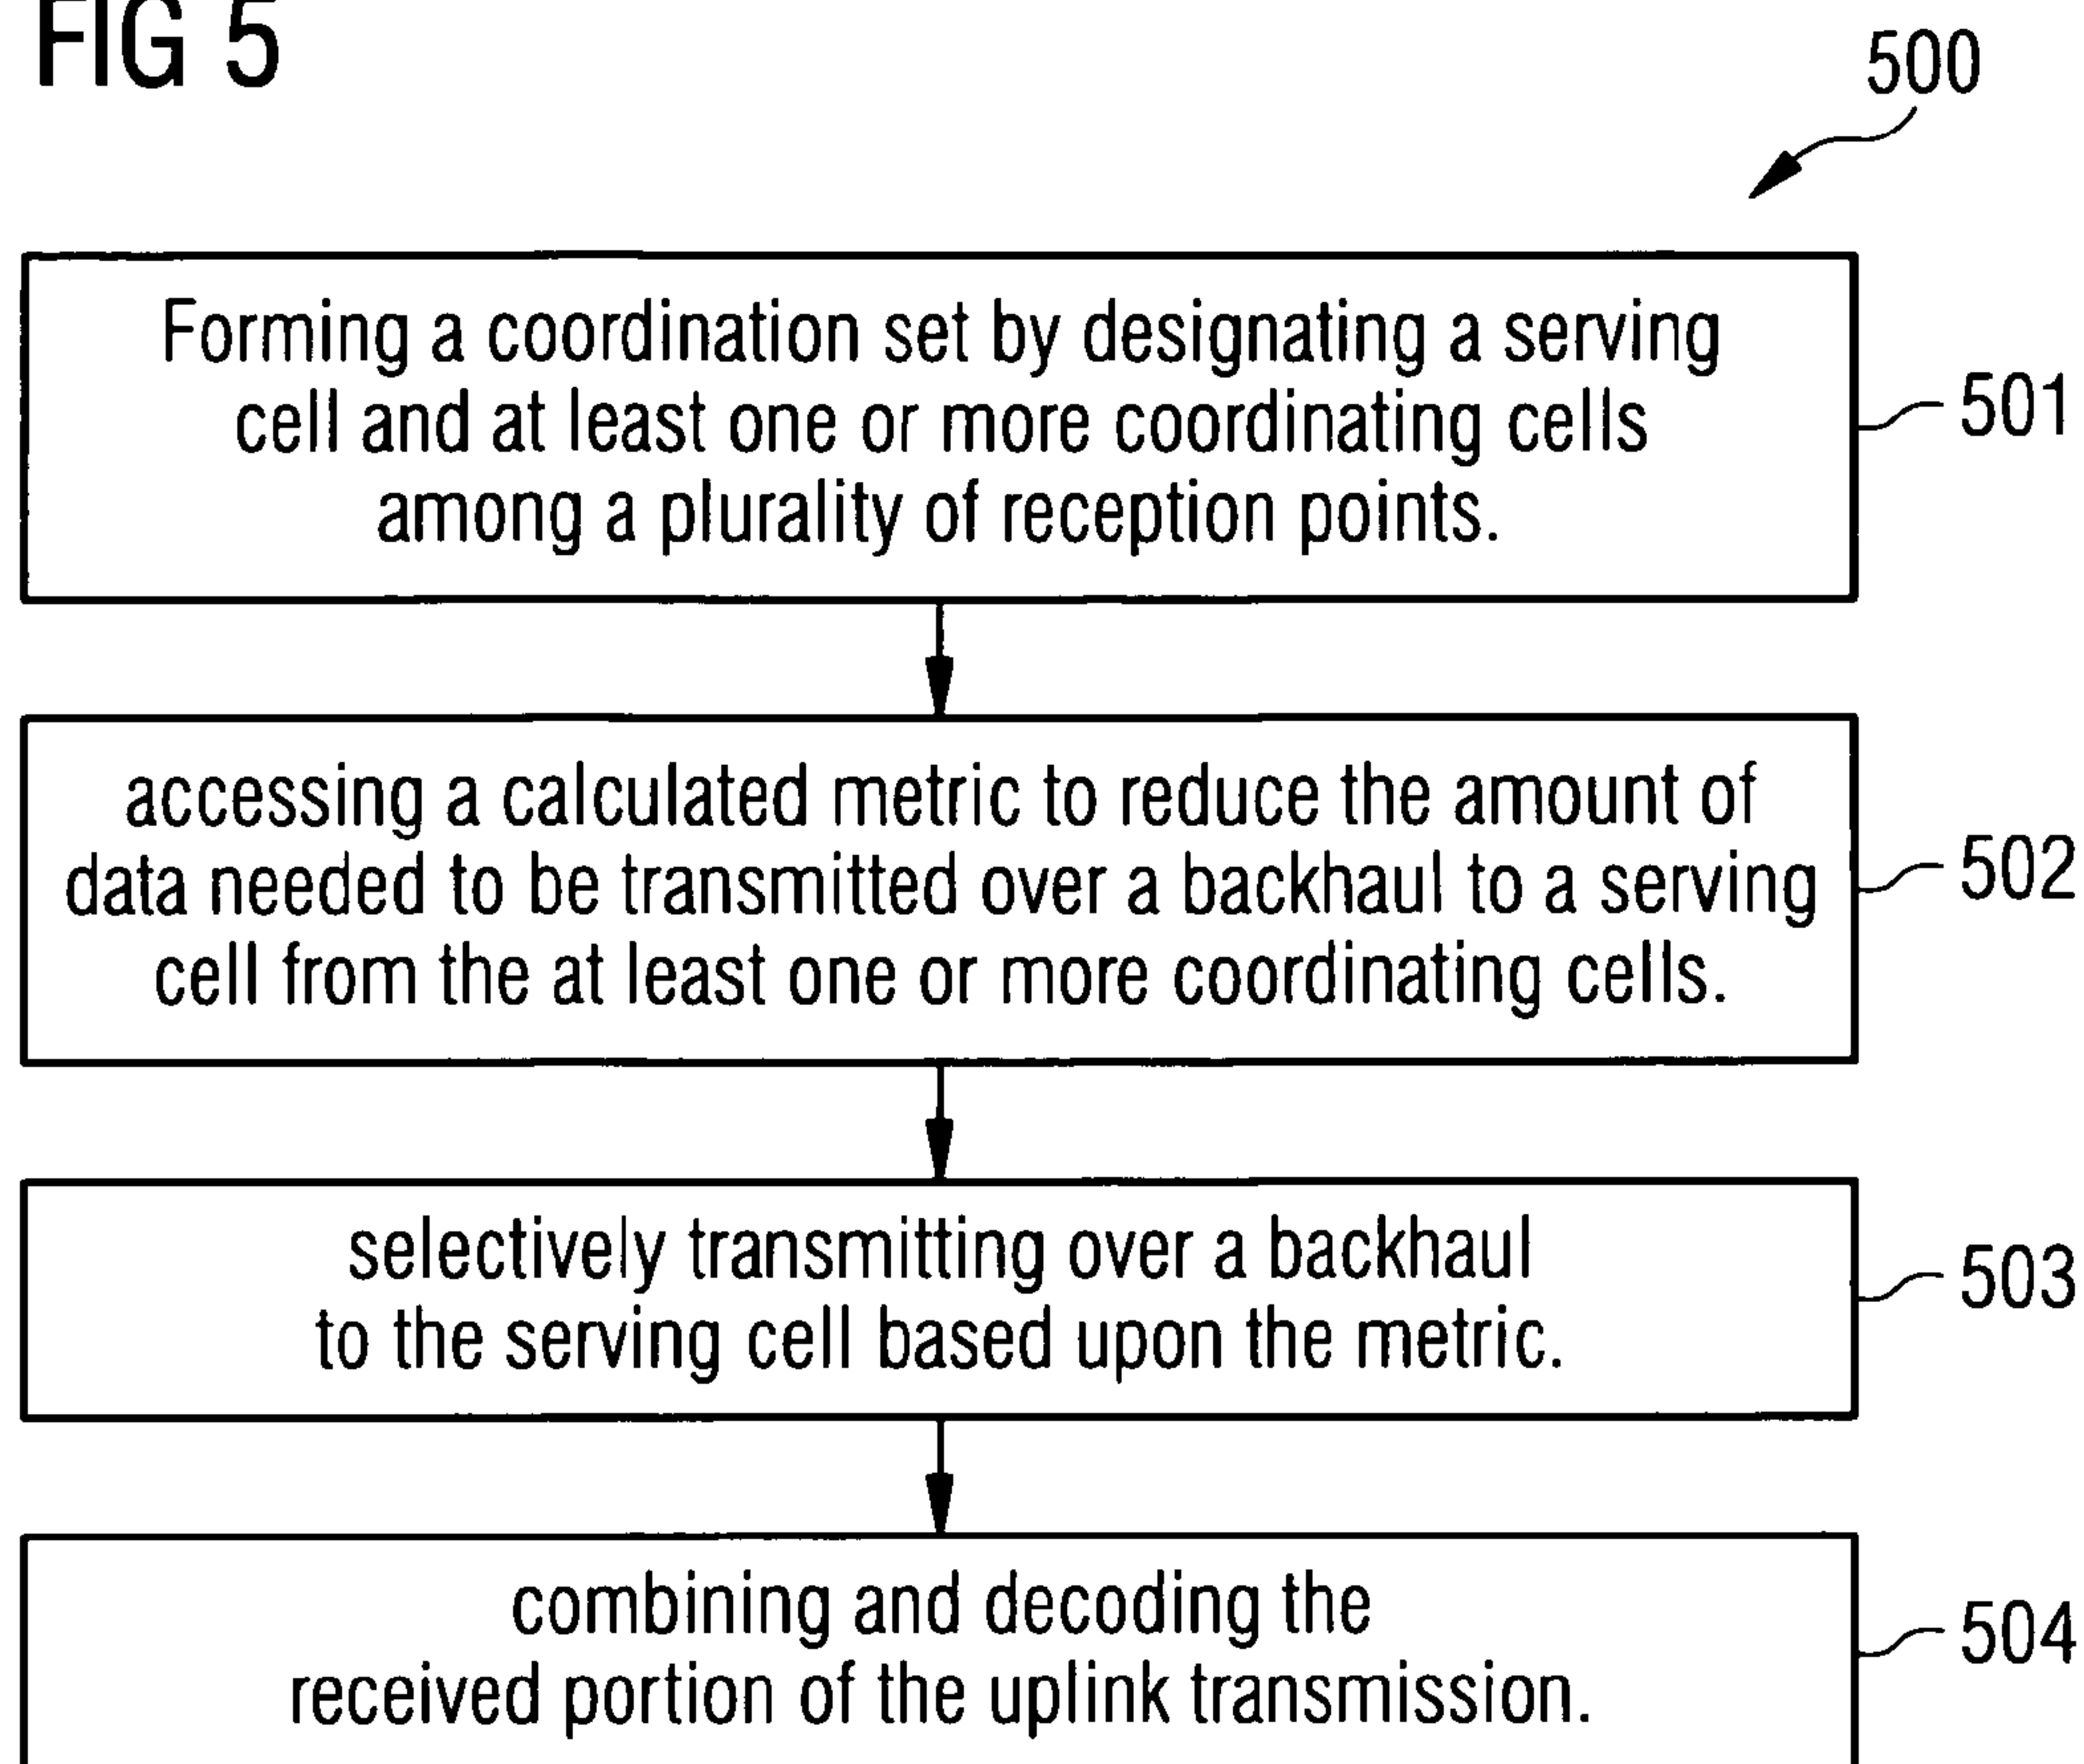 FIG 5
500
Forming a coordination set by designating a serving
cell and at least one or more coordinating cells
among a plurality of reception points.
501
accessing a calculated metric to reduce the amount of
data needed to be transmitted over a backhaul to a serving
cell from the at least one or more coordinating cells.
502
selectively transmitting over a backhaul
to the serving cell based upon the metric.
503
combining and decoding the
received portion of the uplink transmission.
504